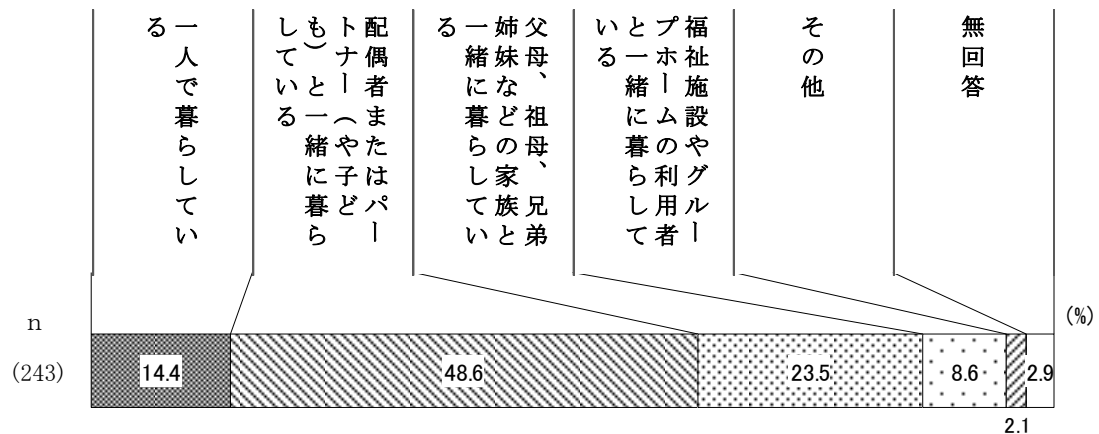 一人で暮らしてい
る
配偶者またはパー
トナー（や子ど
も）と一緒に暮ら
している
父母、祖母、兄弟
姉妹などの家族と
一緒に暮らしてい
る
福祉施設やグルー
プホームの利用者
と一緒に暮らして
いる
その他
無回答
(%)
n
(243)
14.4
48.6
23.5
8.6
2.9
2.1